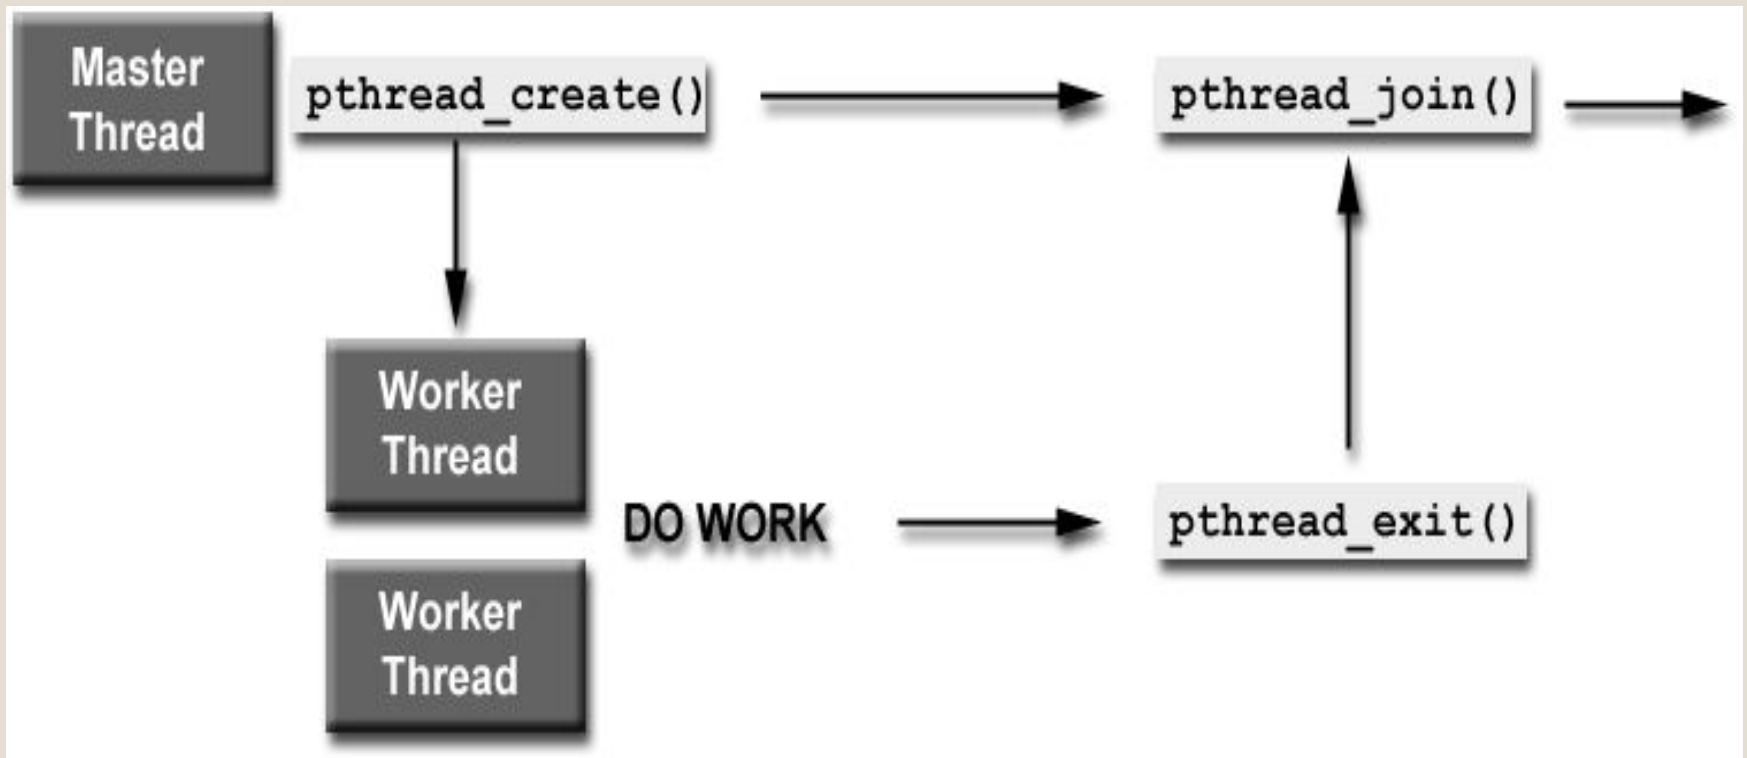 Master
Thread
pthread_create()
pthread_join()
Worker
Thread
DO WORK
pthread_exit()
Worker
Thread